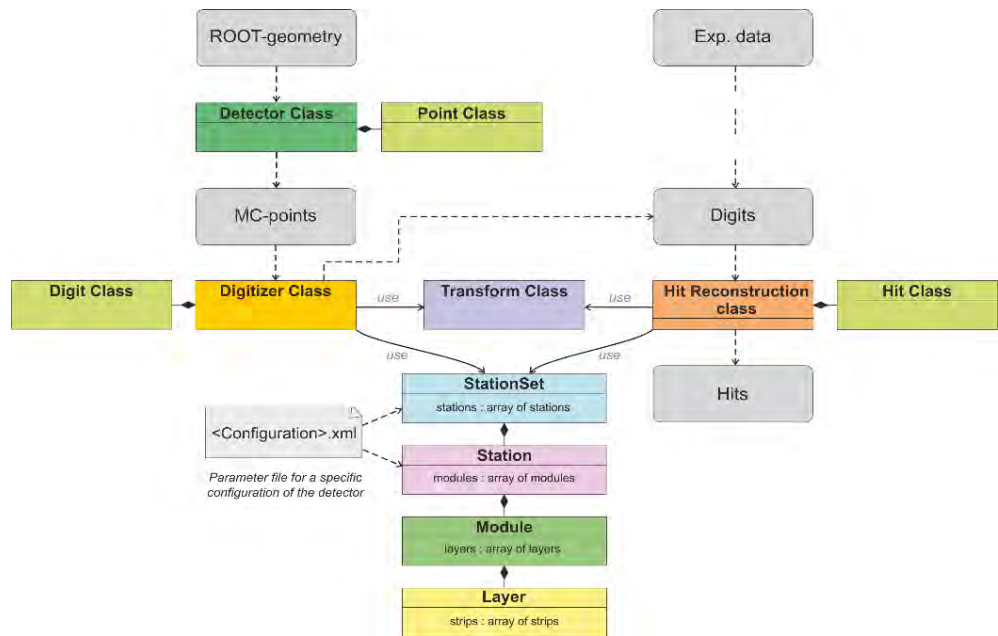 ROOT-geometry
Exp. data
Detector Class
Point Class
MC-points
Digits
Digit Class
Digitizer Class
use
Transform Class
use
Hit Reconstruction
class
Hit Class
use
use
StationSet
stations : array of stations
Hits
<Configuration>.xml
Station
modules : array of modules
Parameter file for a specific
configuration of the detector
Module
layers : array of layers
Layer
strips : array of strips